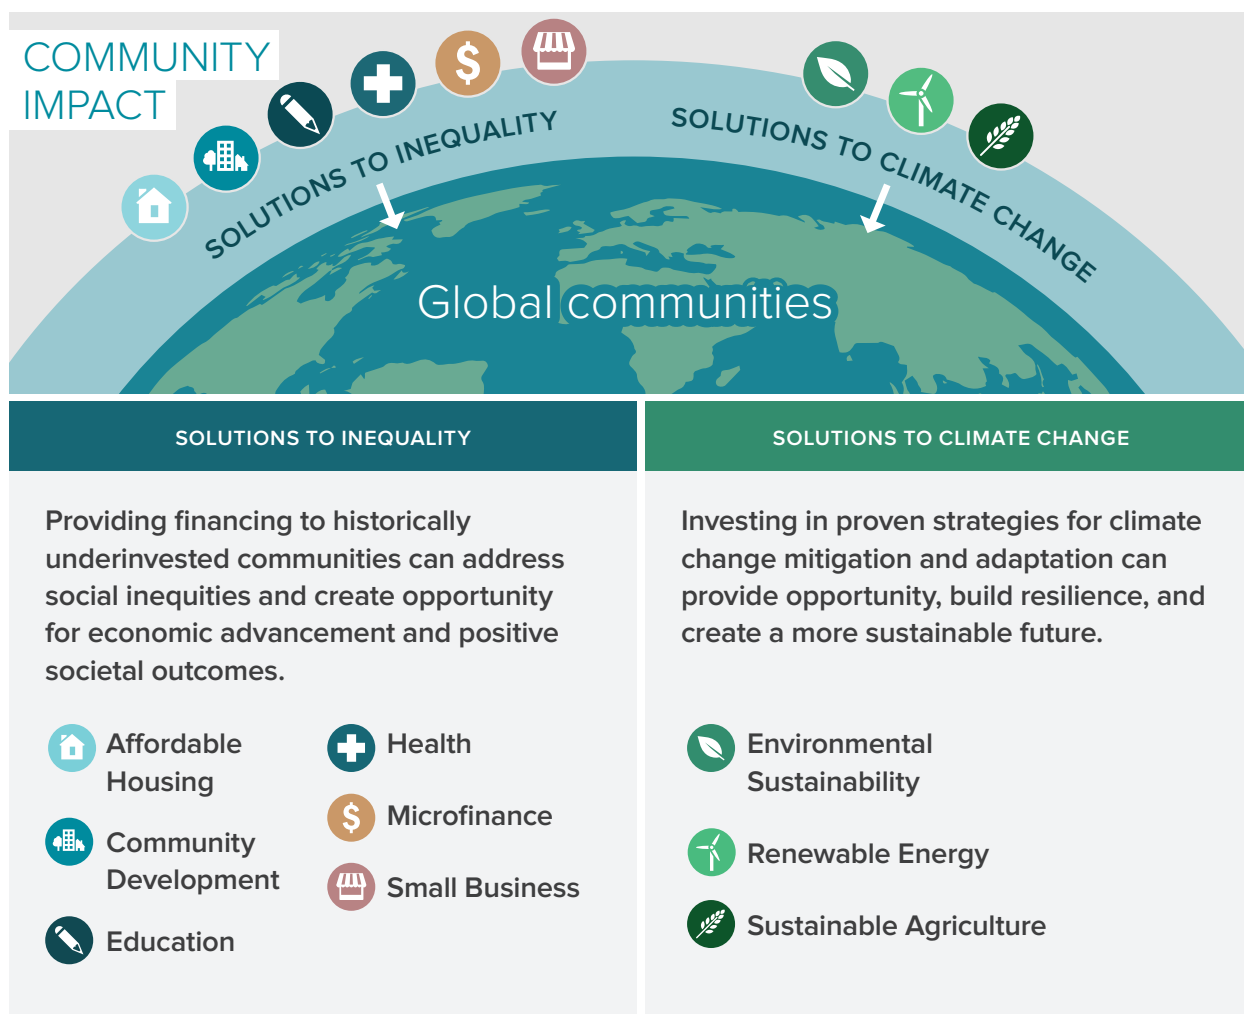 COMMUNITY
IMPACT
SOLUTIONS TO INEQUALITY
SOLUTIONS TO CLIMATE CHANGE
Global communities
SOLUTIONS TO INEQUALITY
Providing financing to historically
underinvested communities can address
social inequities and create opportunity
for economic advancement and positive
societal outcomes.
Affordable
Housing
Community
Development
Education
Health
Microfinance
Small Business
SOLUTIONS TO CLIMATE CHANGE
Investing in proven strategies for climate
change mitigation and adaptation can
provide opportunity, build resilience, and
create a more sustainable future.
Environmental
Sustainability
Renewable Energy
Sustainable Agriculture